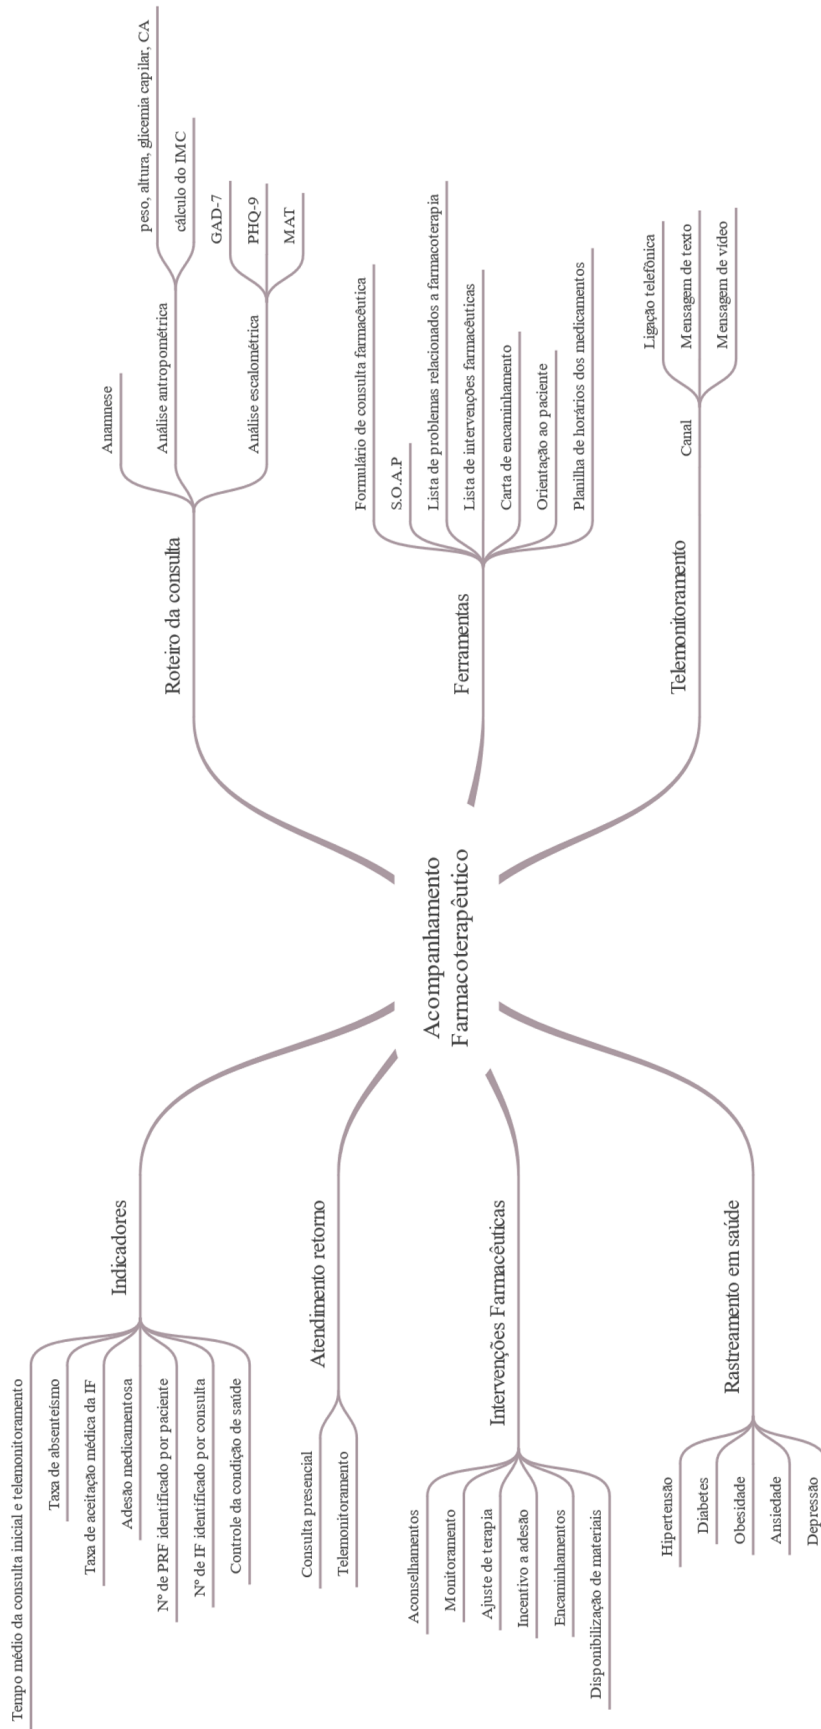 Acompanhamento
Farmacoterapêutico
Indicadores
Tempo médio da consulta inicial e telemonitoramento
Taxa de absenteísmo
Taxa de aceitação médica da IF
Adesão medicamentosa
Nº de PRF identificado por paciente
Nº de IF identificado por consulta
Controle da condição de saúde
Atendimento retorno
Consulta presencial
Telemonitoramento
Intervenções Farmacêuticas
Aconselhamentos
Monitoramento
Ajuste de terapia
Incentivo a adesão
Encaminhamentos
Disponibilização de materiais
Rastreamento em saúde
Hipertensão
Diabetes
Obesidade
Ansiedade
Depressão
Roteiro da consulta
Anamnese
Análise antropométrica
peso, altura, glicemia capilar, CA
cálculo do IMC
Análise escalométrica
GAD-7
PHQ-9
MAT
Ferramentas
Formulário de consulta farmacêutica
S.O.A.P
Lista de problemas relacionados a farmacoterapia
Lista de intervenções farmacêuticas
Carta de encaminhamento
Orientação ao paciente
Planilha de horários dos medicamentos
Telemonitoramento
Canal
Ligação telefônica
Mensagem de texto
Mensagem de vídeo